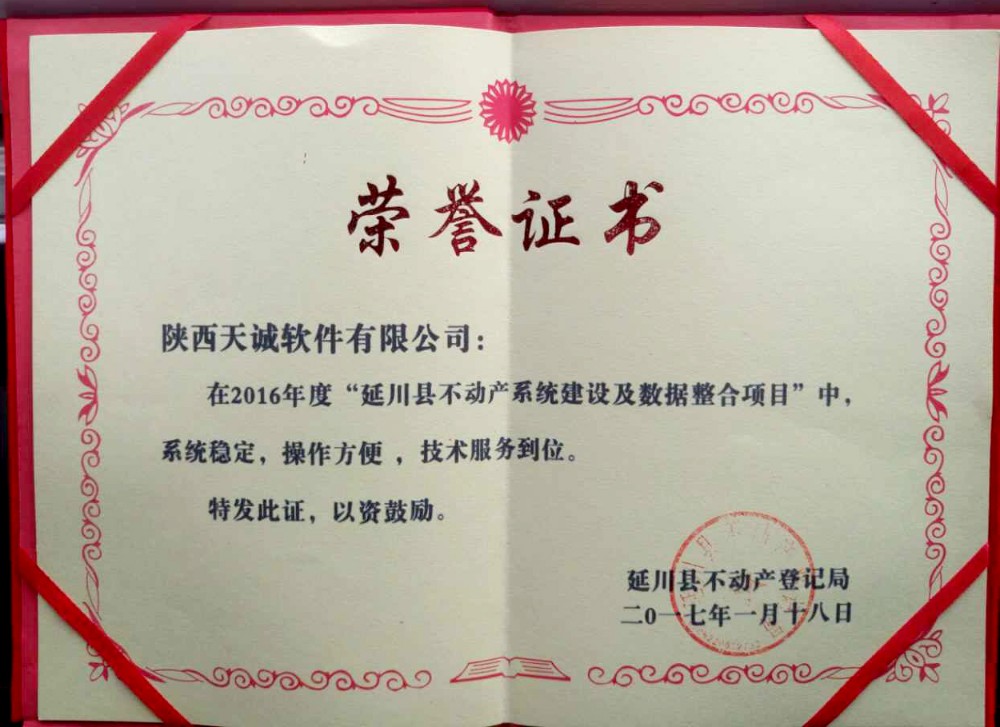 荣誉证书
陕西天诚软件有限公司：
在2016年度“延川县不动产系统建设及数据整合项目”中，
系统稳定，操作方便，技术服务到位。
特发此证，以资鼓励。
延川县不动产登记局
二0一七年一月十八日